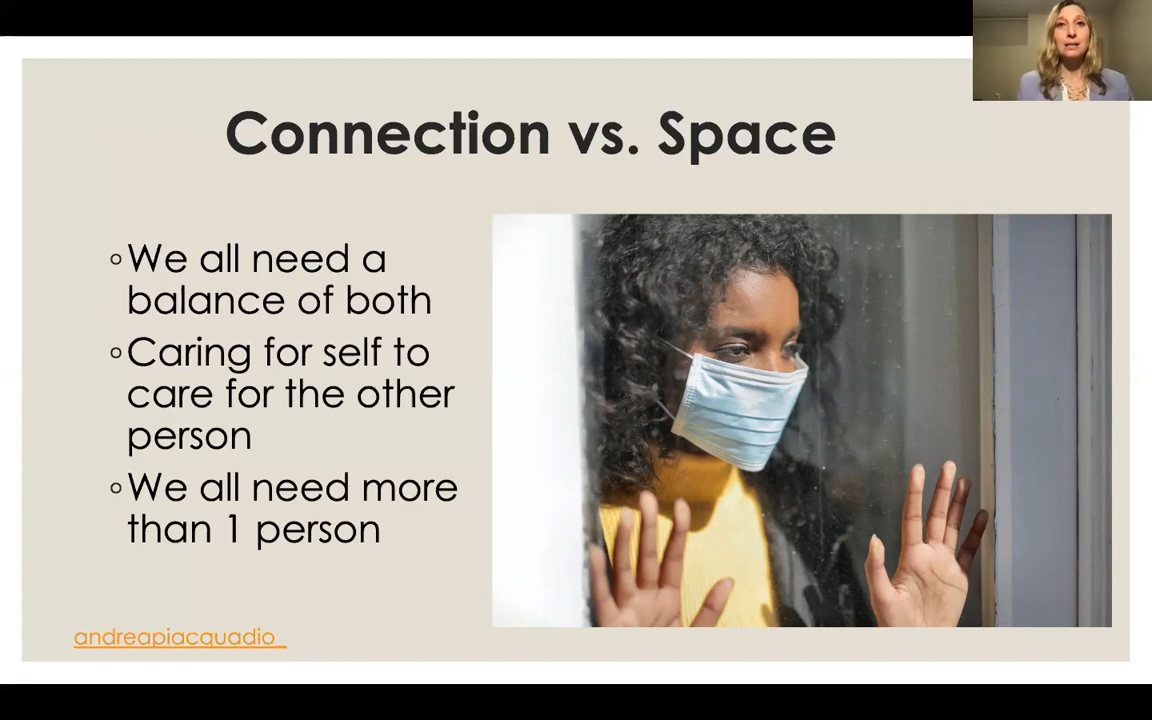 Connection vs. Space
◦We all need a
balance of both
◦Caring for self to
care for the other
person
◦We all need more
than 1 person
andreapiacquadio_